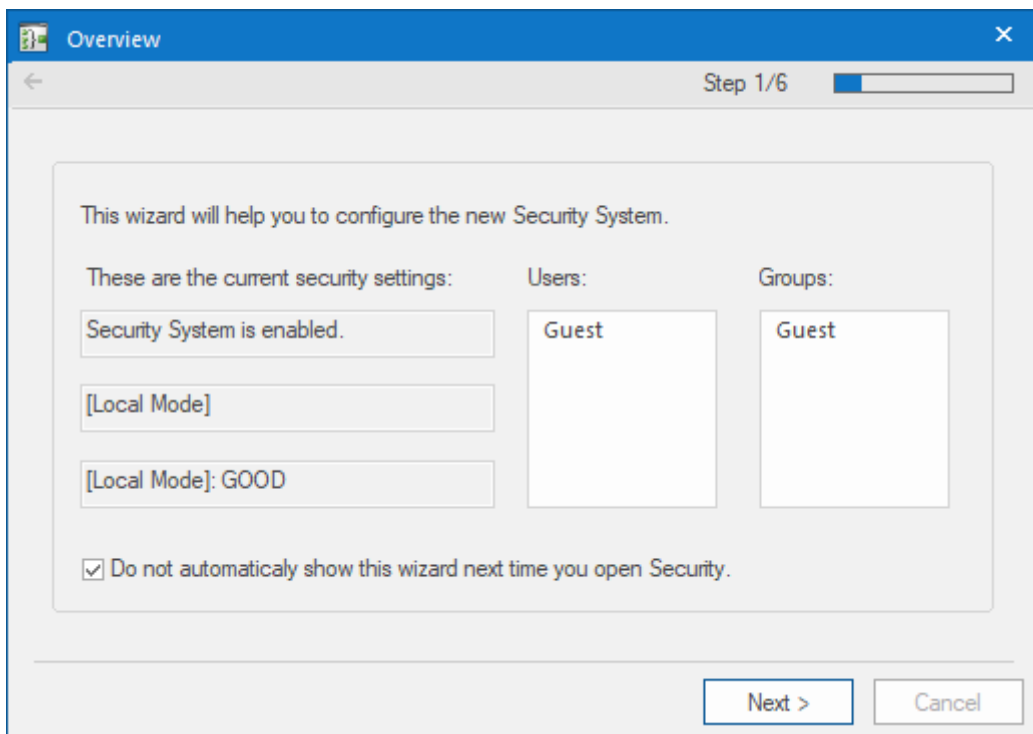 Overview
Step 1/6
This wizard will help you to configure the new Security System.
These are the current security settings:
Users:
Groups:
Security System is enabled.
Guest
Guest
[Local Mode]
[Local Mode]: GOOD
Do not automaticaly show this wizard next time you open Security.
Next >
Cancel